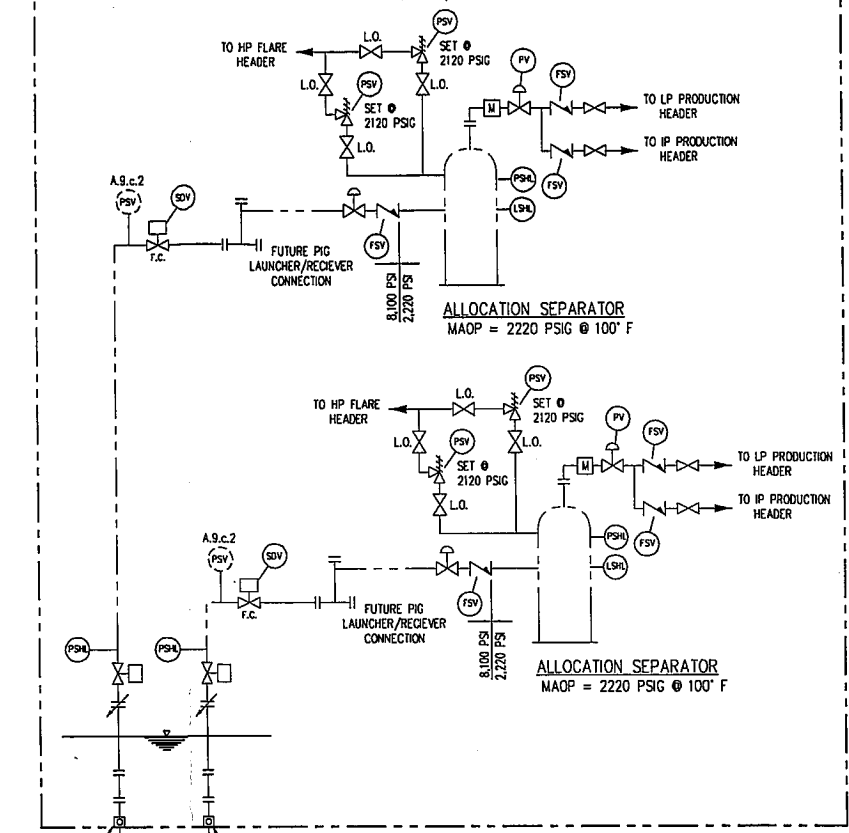 PSV
TO HP FLARE
HEADER
L.O.
SET @
2120 PSIG
PV
FSV
L.O.
PSV
L.O.
SET @
2120 PSIG
TO LP PRODUCTION
HEADER
L.O.
TO IP PRODUCTION
HEADER
FSV
A.9.c.2
PSV
SDV
PSHL
LSHL
F.C.
FSV
FUTURE PIG
LAUNCHER/RECIEVER
CONNECTION
8,100 PSI
2,220 PSI
ALLOCATION SEPARATOR
MAOP = 2220 PSIG @ 100° F
PSV
TO HP FLARE
HEADER
L.O.
SET @
2120 PSIG
PV
FSV
L.O.
PSV
L.O.
SET @
2120 PSIG
TO LP PRODUCTION
HEADER
L.O.
TO IP PRODUCTION
HEADER
FSV
A.9.c.2
PSV
SDV
PSHL
LSHL
F.C.
FSV
FUTURE PIG
LAUNCHER/RECIEVER
CONNECTION
8,100 PSI
2,220 PSI
PSHL
PSHL
ALLOCATION SEPARATOR
MAOP = 2220 PSIG @ 100° F
M
M